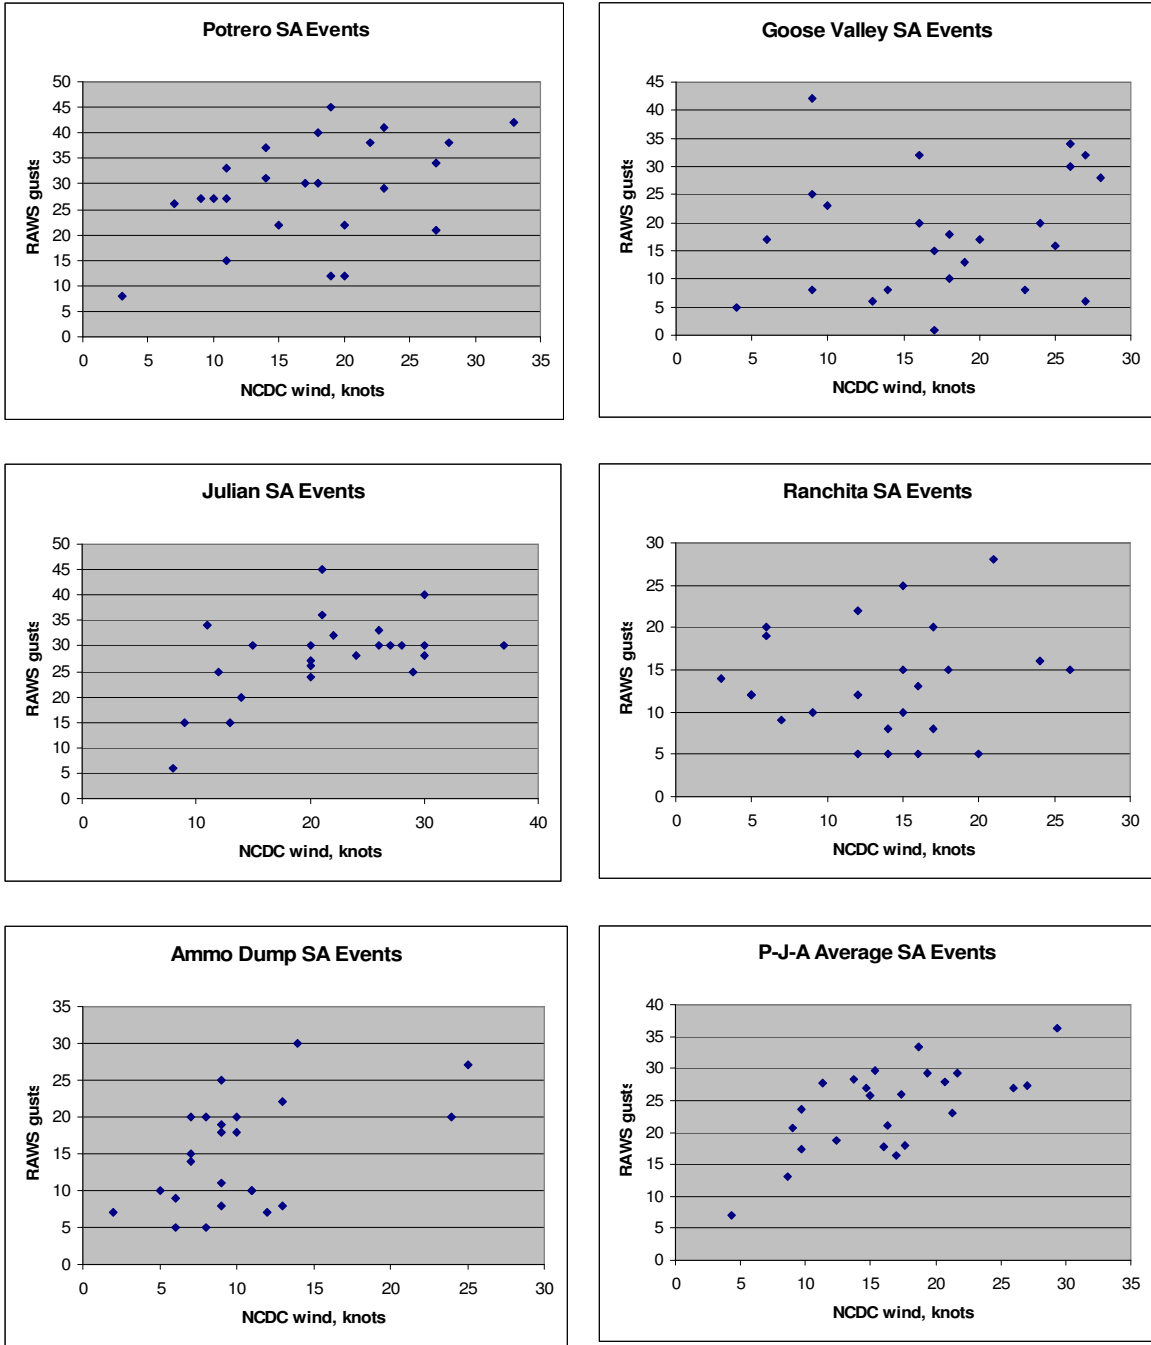 Potrero SA Events
50
45
40
35
30
25
20
15
10
5
0
RAWS gusts
0 5 10 15 20 25 30 35
NCDC wind, knots
Goose Valley SA Events
45
40
35
30
25
20
15
10
5
0
RAWS gusts
0 5 10 15 20 25 30
NCDC wind, knots
Julian SA Events
50
45
40
35
30
25
20
15
10
5
0
RAWS gusts
0 10 20 30 40
NCDC wind, knots
Ranchita SA Events
30
25
20
15
10
5
0
RAWS gusts
0 5 10 15 20 25 30
NCDC wind, knots
Ammo Dump SA Events
35
30
25
20
15
10
5
0
RAWS gusts
0 5 10 15 20 25 30
NCDC wind, knots
P-J-A Average SA Events
40
35
30
25
20
15
10
5
0
RAWS gusts
0 5 10 15 20 25 30 35
NCDC wind, knots